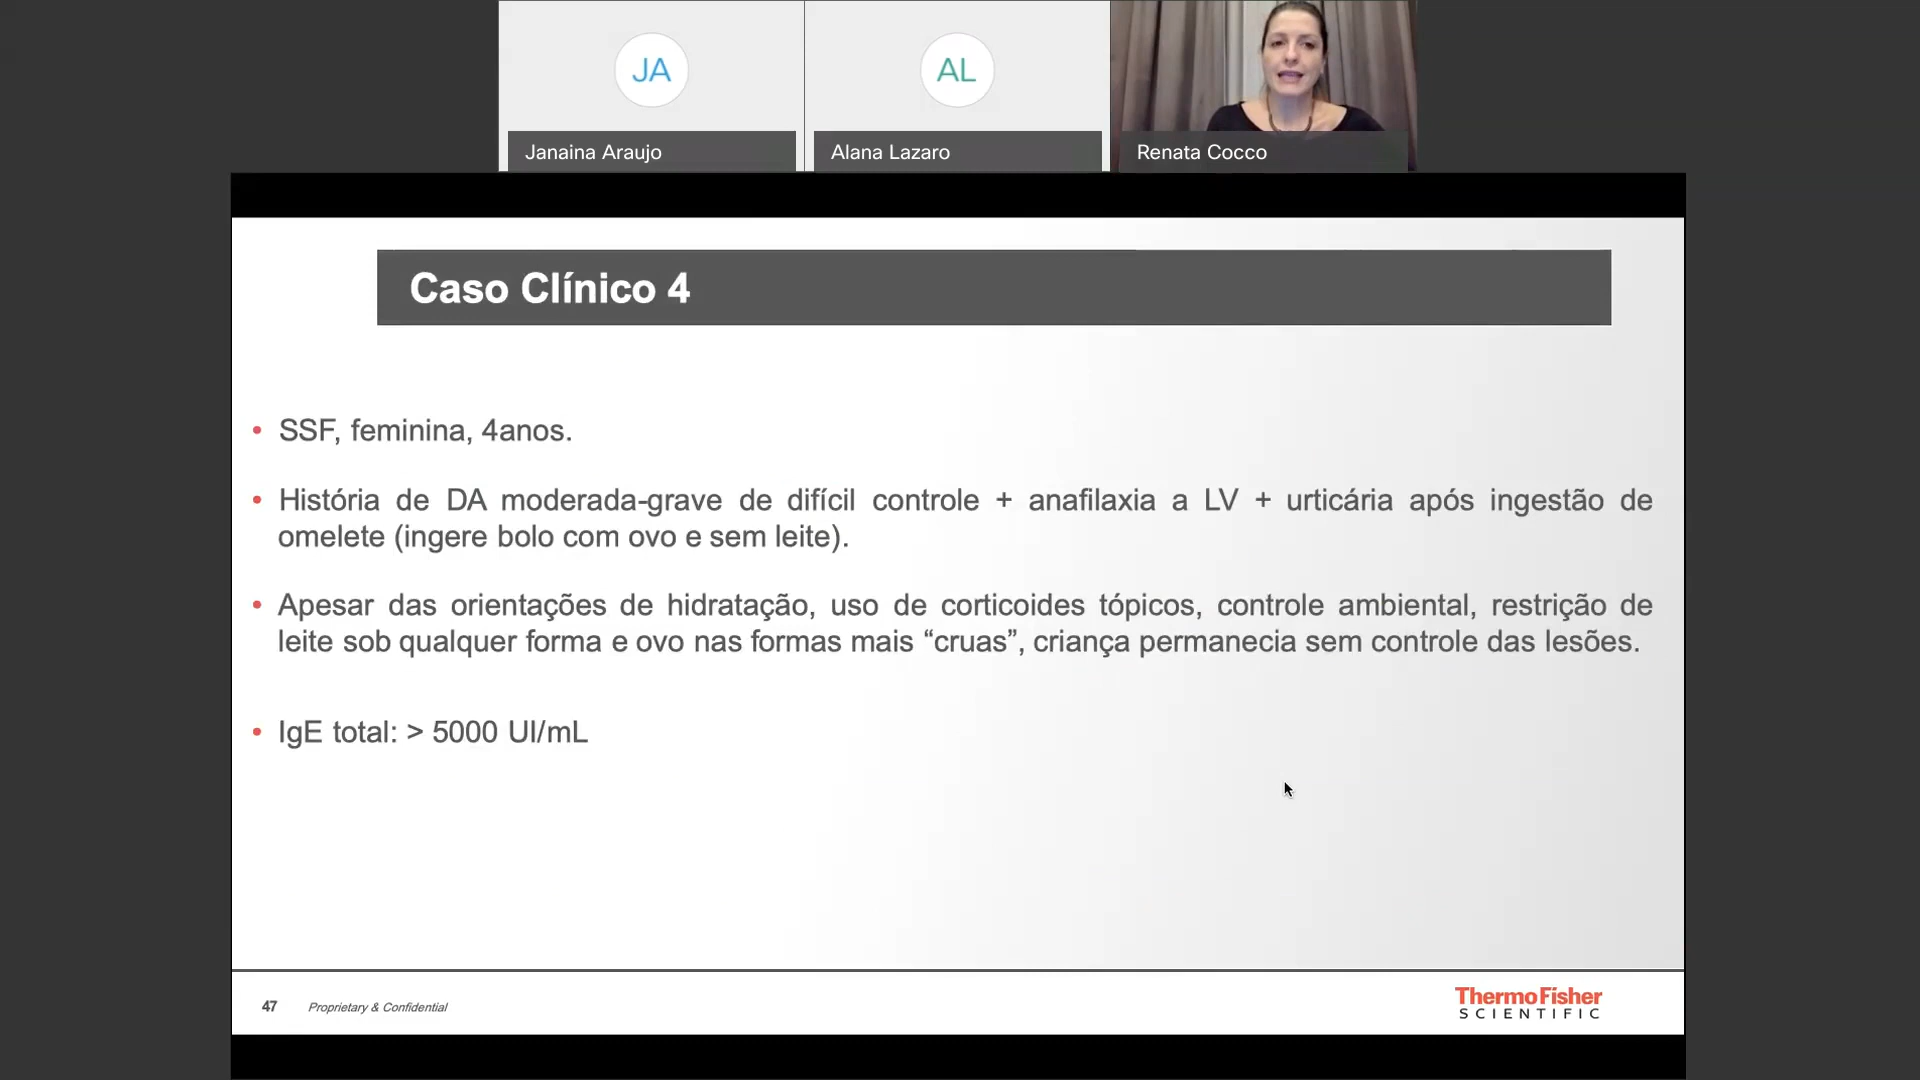 JA
AL
Janaina Araujo
Alana Lazaro
Renata Cocco
Caso Clínico 4
• SSF, feminina, 4anos.
• História de DA moderada-grave de difícil controle + anafilaxia a LV + urticária após ingestão de
omelete (ingere bolo com ovo e sem leite).
• Apesar das orientações de hidratação, uso de corticoides tópicos, controle ambiental, restrição de
leite sob qualquer forma e ovo nas formas mais “cruas”, criança permanecia sem controle das lesões.
• IgE total: > 5000 UI/mL
47 Proprietary & Confidential
ThermoFisher
SCIENTIFIC